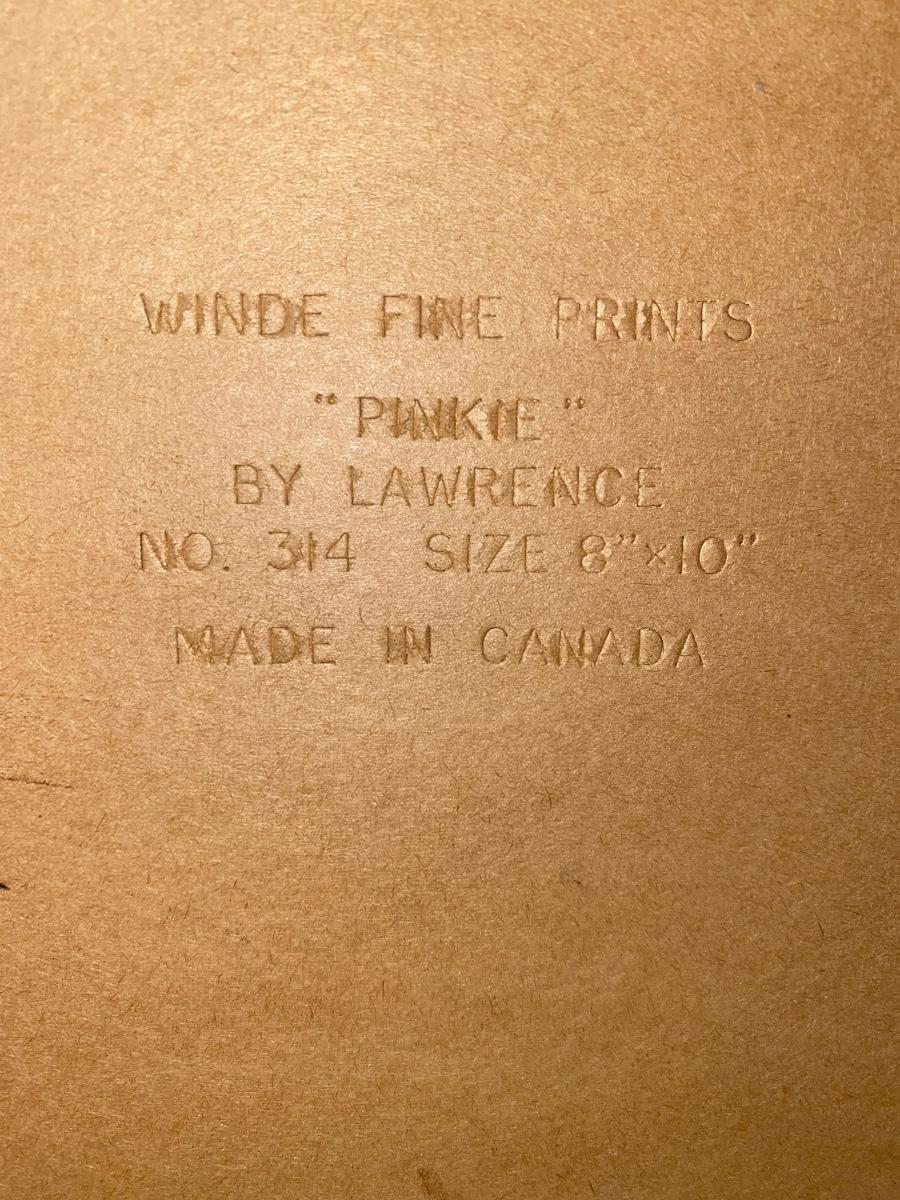 WINDE FINE PRINTS
"PINKIE"
BY LAWRENCE
NO. 314 SIZE 8"×10"
MADE IN CANADA